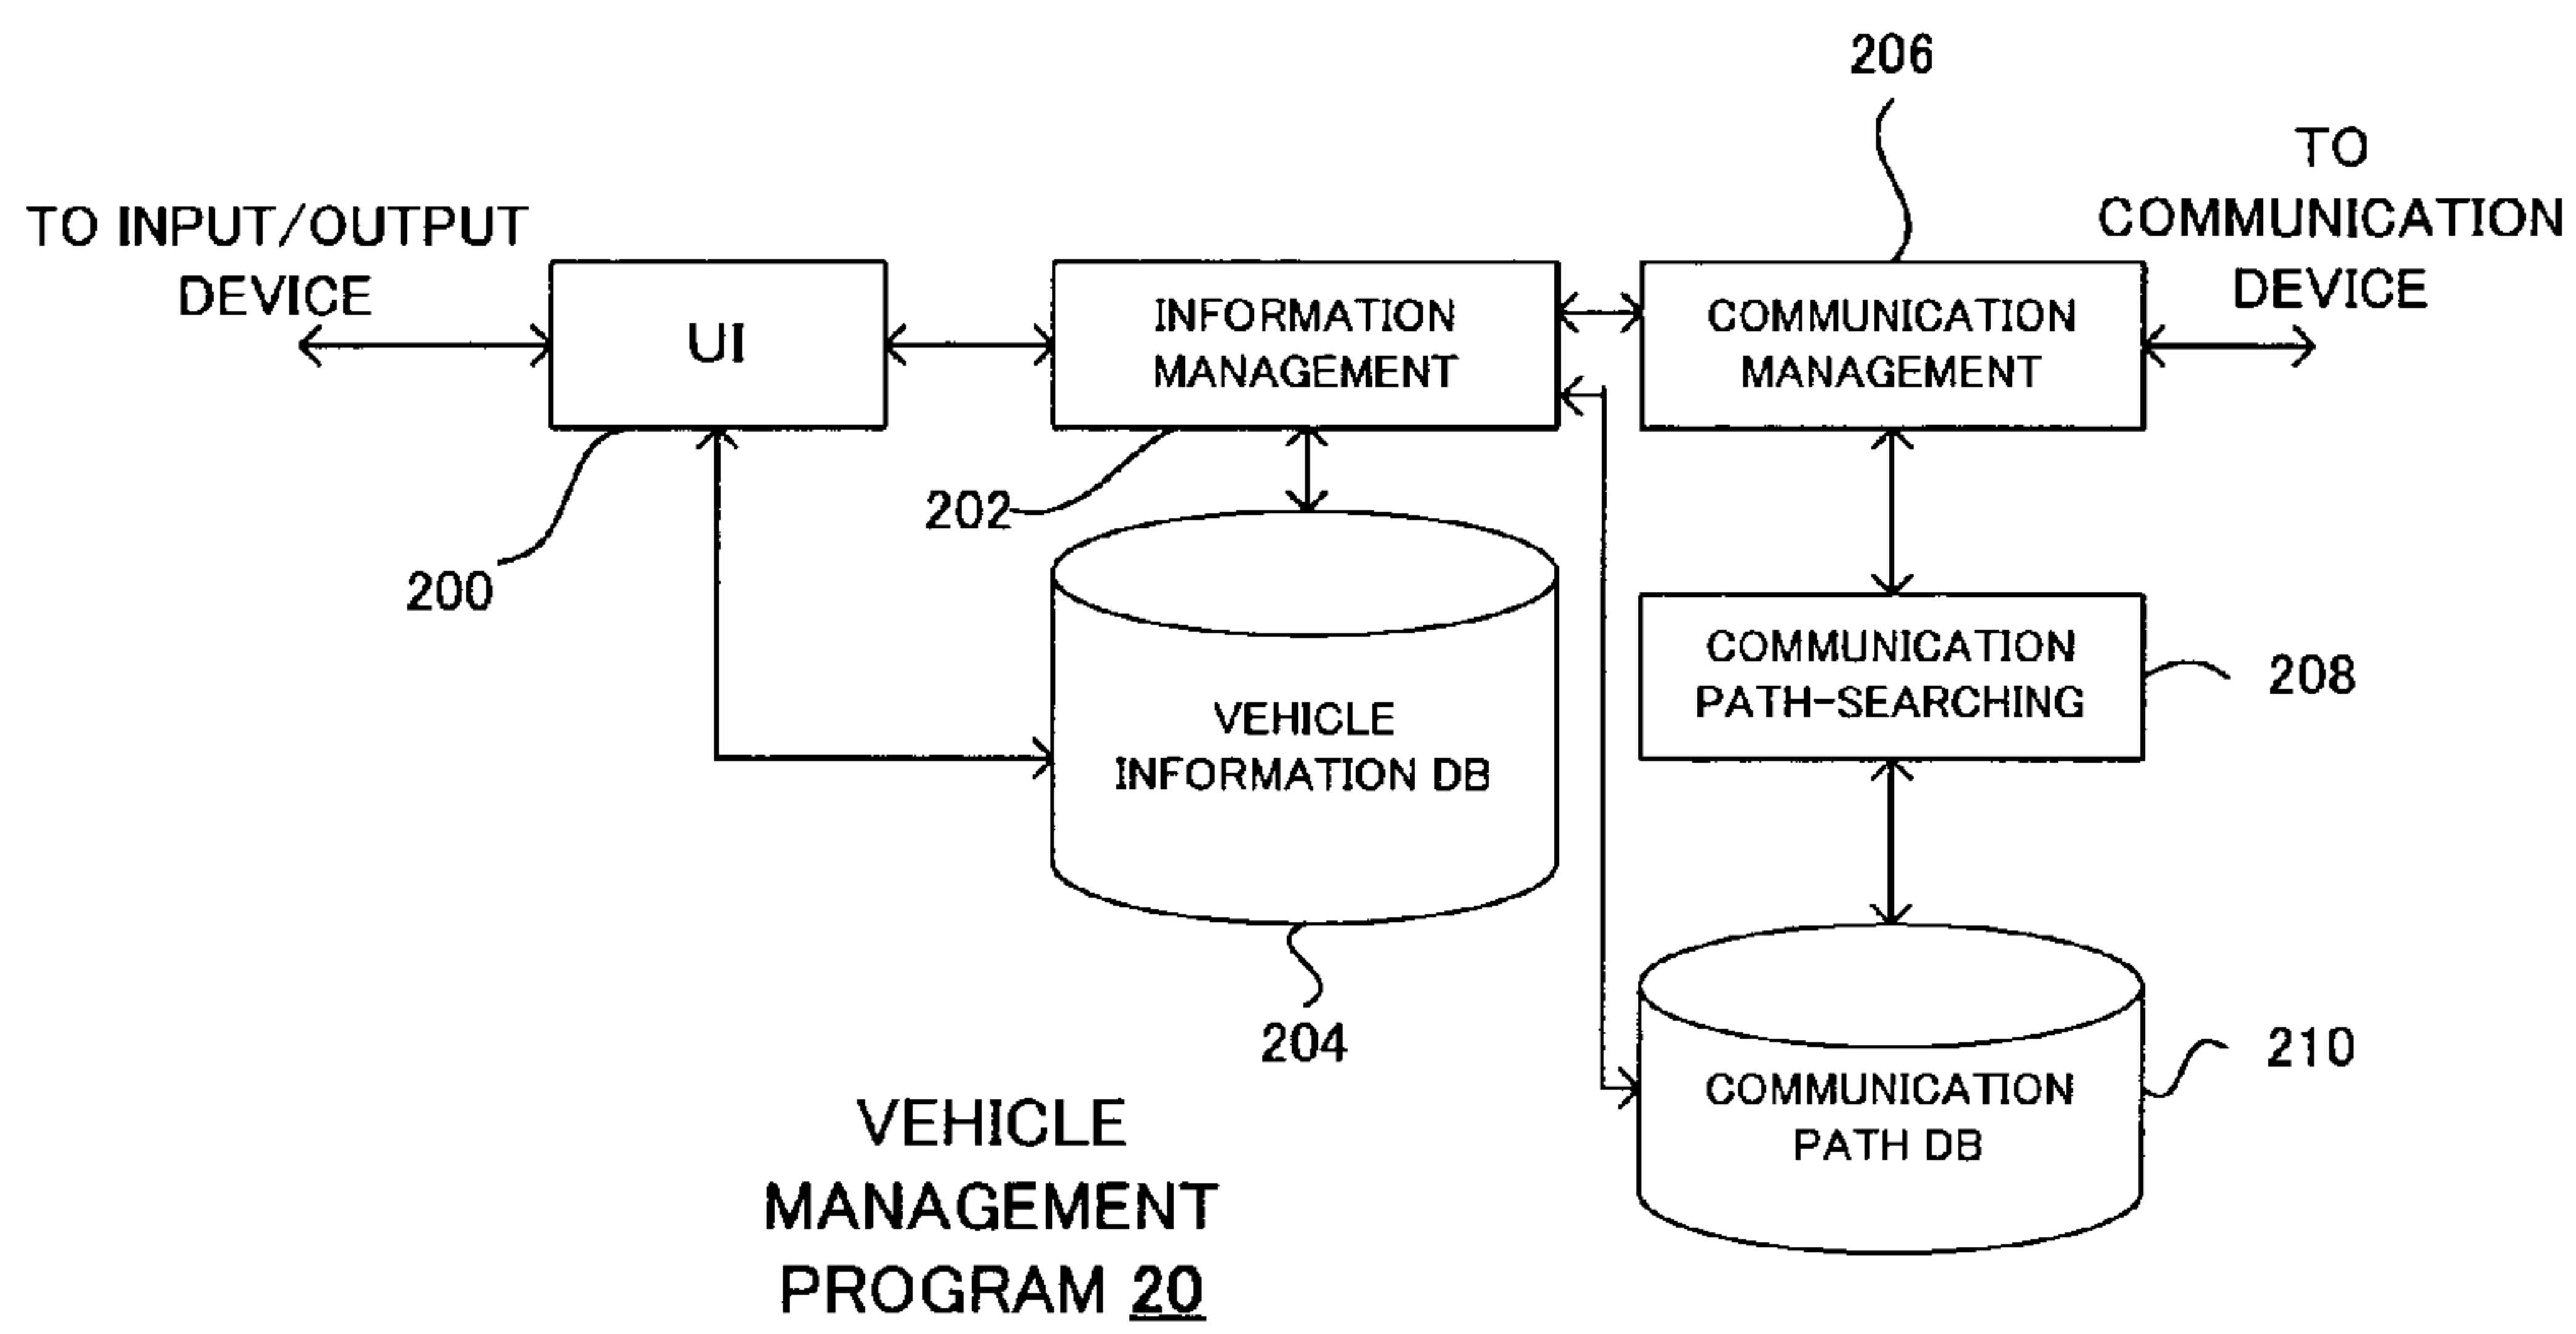 206
TO
COMMUNICATION
DEVICE
TO INPUT/OUTPUT
DEVICE
UI
INFORMATION
MANAGEMENT
COMMUNICATION
MANAGEMENT
200
202
VEHICLE
INFORMATION DB
204
COMMUNICATION
PATH-SEARCHING
208
COMMUNICATION
PATH DB
210
VEHICLE
MANAGEMENT
PROGRAM 20